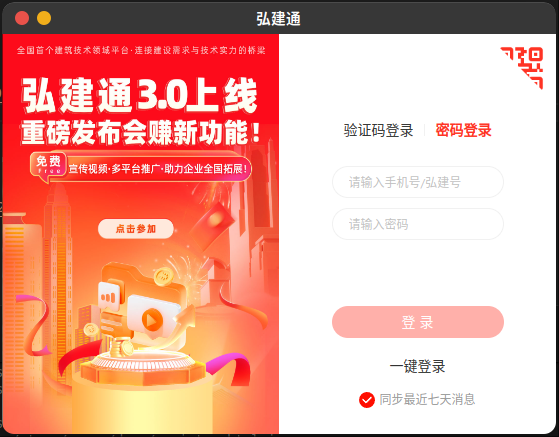 弘建通
全国首个建筑技术领域平台·连接建设需求与技术实力的桥梁
弘建通3.0上线
重磅发布会赚新功能！
免费
Free
宣传视频·多平台推广·助力企业全国拓展！
点击参加
验证码登录
密码登录
请输入手机号/弘建号
请输入密码
登录
一键登录
同步最近七天消息